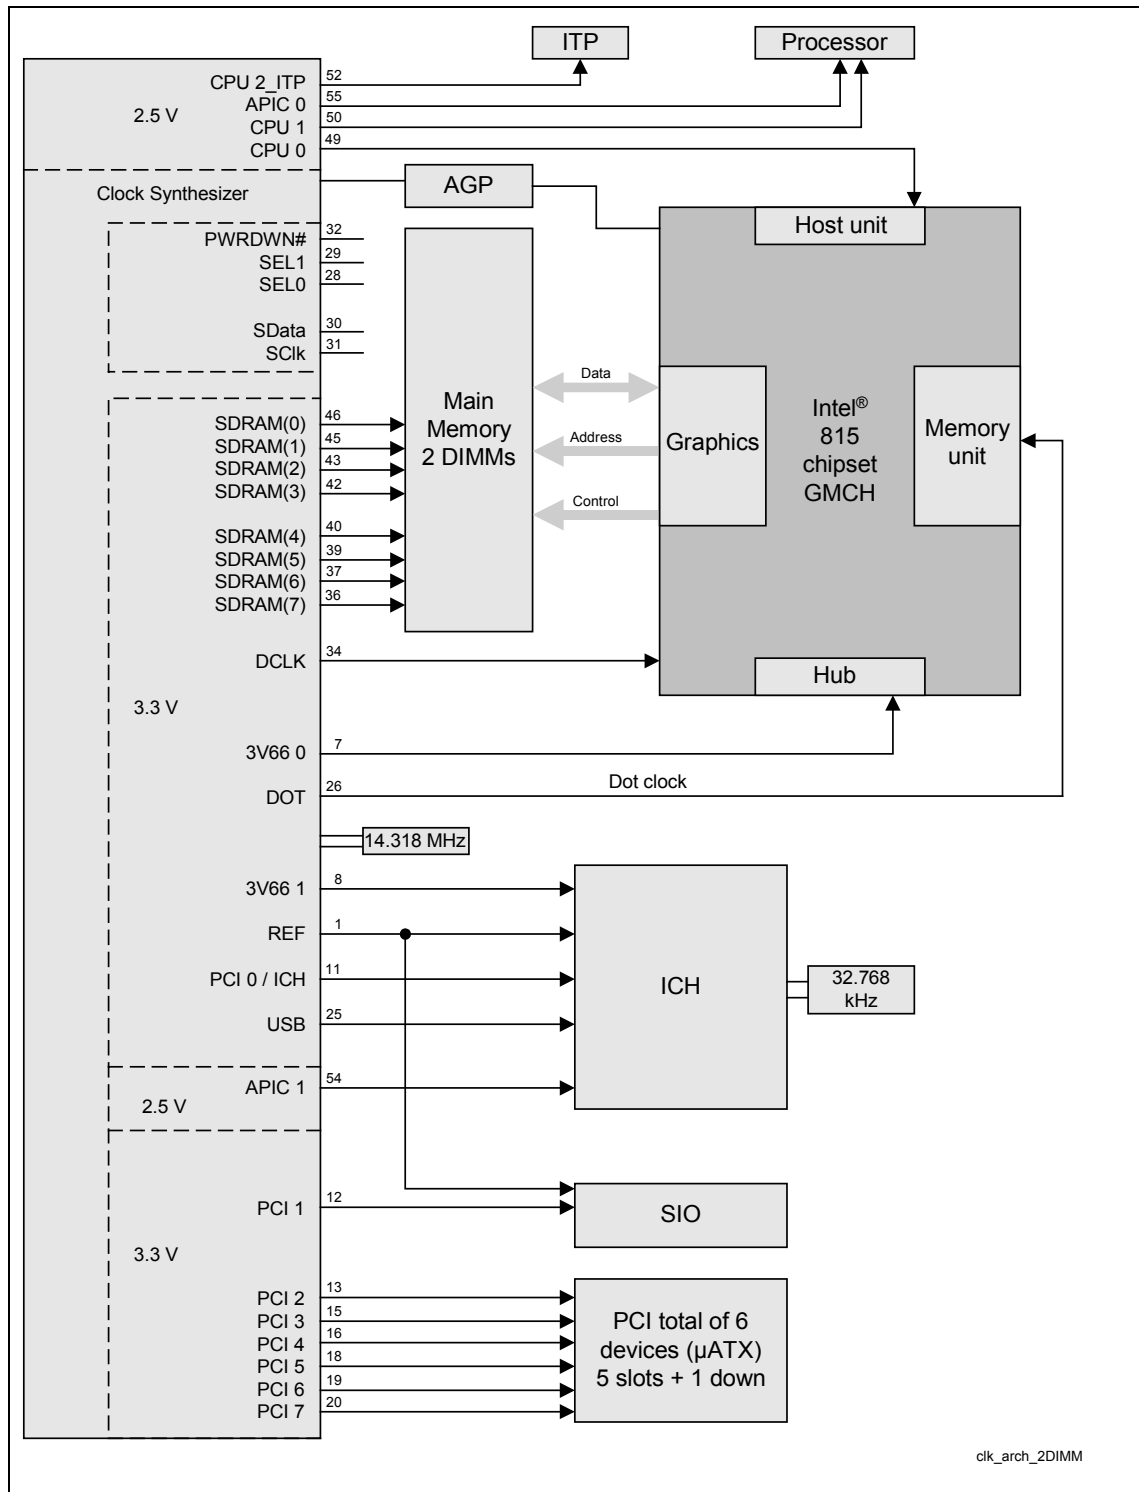 ITP
Processor
CPU 2_ITP
52
APIC 0
55
2.5 V
CPU 1
50
CPU 0
49
Clock Synthesizer
AGP
Host unit
PWRDWN#
32
SEL1
29
SEL0
28
SData
30
SClk
31
Main
Memory
2 DIMMs
Data
Address
Control
Graphics
Intel®
815
chipset
GMCH
Memory
unit
SDRAM(0)
46
SDRAM(1)
45
SDRAM(2)
43
SDRAM(3)
42
SDRAM(4)
40
SDRAM(5)
39
SDRAM(6)
37
SDRAM(7)
36
DCLK
34
Hub
3.3 V
3V66 0
7
DOT
26
Dot clock
14.318 MHz
3V66 1
8
REF
1
PCI 0 / ICH
11
USB
25
ICH
32.768
kHz
APIC 1
54
2.5 V
PCI 1
12
SIO
3.3 V
PCI 2
13
PCI 3
15
PCI 4
16
PCI 5
18
PCI 6
19
PCI 7
20
PCI total of 6
devices (µATX)
5 slots + 1 down
clk_arch_2DIMM